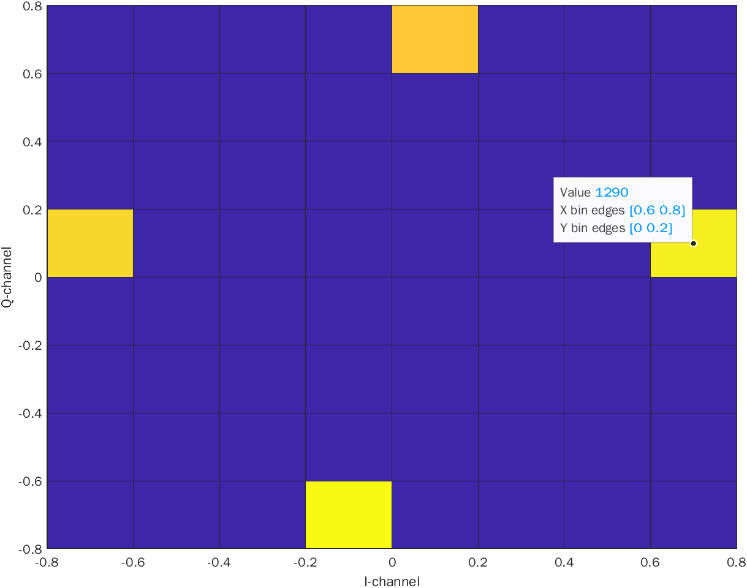 0.8
0.6
0.4
0.2
0
-0.2
-0.4
-0.6
-0.8
Q-channel
Value 1290
X bin edges [0.6 0.8]
Y bin edges [0 0.2]
-0.8 -0.6 -0.4 -0.2 0 0.2 0.4 0.6 0.8
I-channel